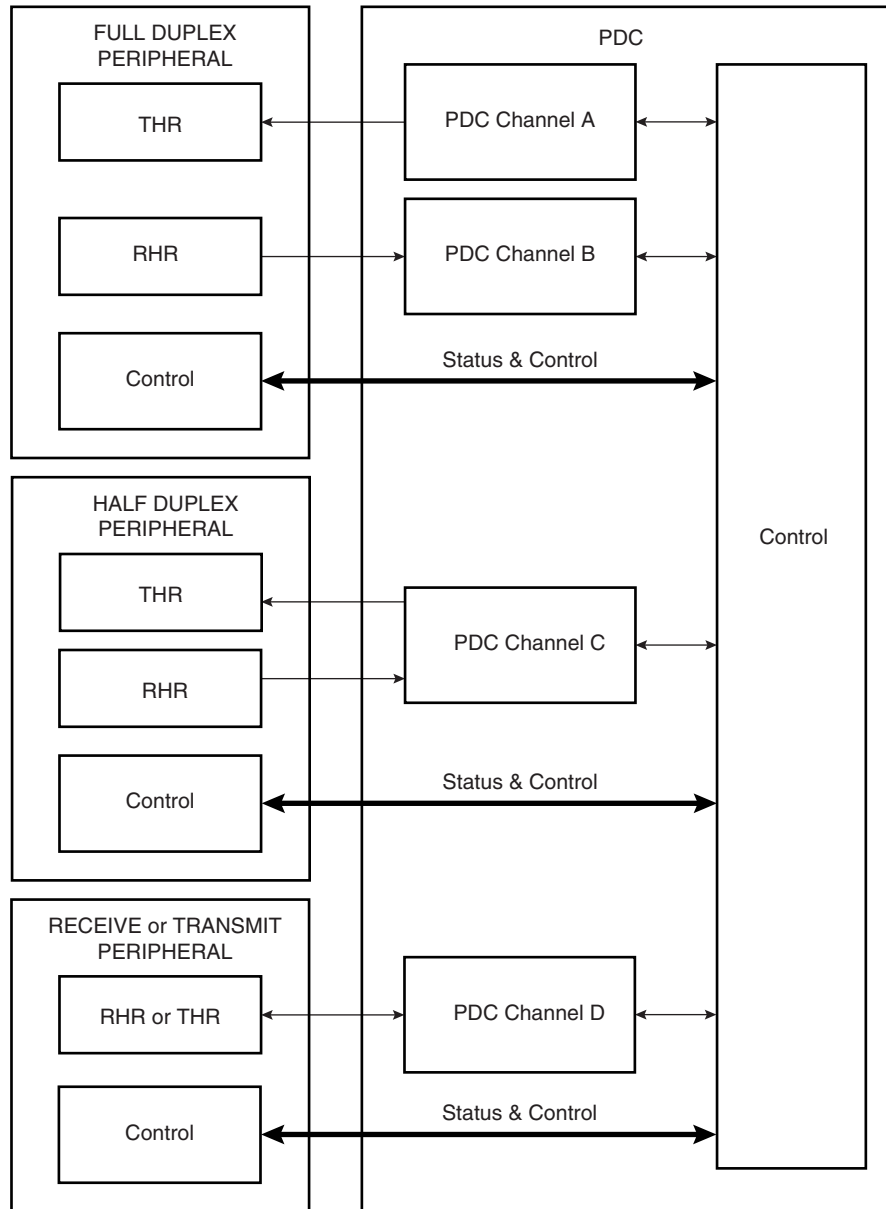 FULL DUPLEX
PERIPHERAL
THR
RHR
Control
PDC
PDC Channel A
PDC Channel B
Status & Control
Control
HALF DUPLEX
PERIPHERAL
THR
RHR
Control
PDC Channel C
Status & Control
RECEIVE or TRANSMIT
PERIPHERAL
RHR or THR
Control
PDC Channel D
Status & Control